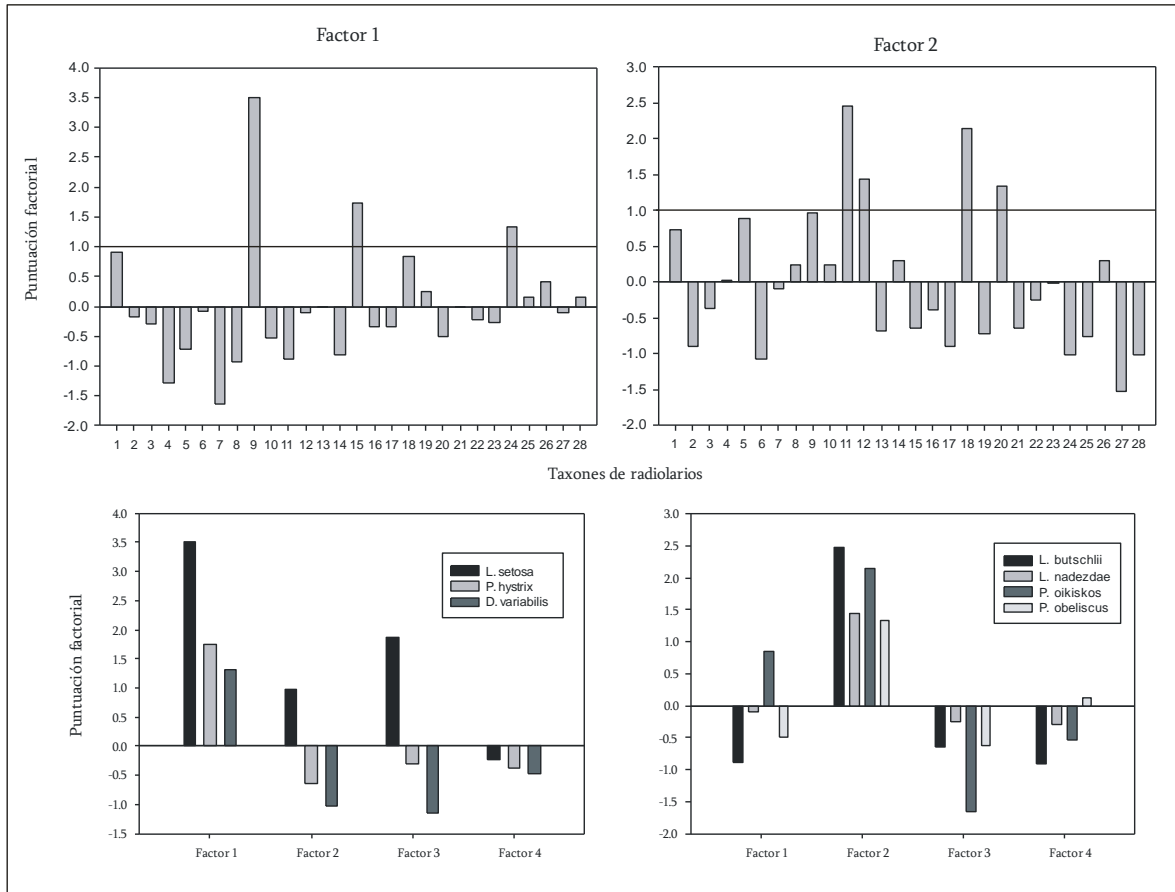 Factor 1
Factor 2
Puntuación factorial
4.0
3.5
3.0
2.5
2.0
1.5
1.0
0.5
0.0
-0.5
-1.0
-1.5
-2.0
1 2 3 4 5 6 7 8 9 10 11 12 13 14 15 16 17 18 19 20 21 22 23 24 25 26 27 28
3.0
2.5
2.0
1.5
1.0
0.5
0.0
-0.5
-1.0
-1.5
-2.0
1 2 3 4 5 6 7 8 9 10 11 12 13 14 15 16 17 18 19 20 21 22 23 24 25 26 27 28
Taxones de radiolarios
Puntuación factorial
4.0
3.5
3.0
2.5
2.0
1.5
1.0
0.5
0.0
-0.5
-1.0
-1.5
L. setosa
P. hystrix
D. variabilis
Factor 1 Factor 2 Factor 3 Factor 4
3.0
2.5
2.0
1.5
1.0
0.5
0.0
-0.5
-1.0
-1.5
-2.0
L. butschlii
L. nadezdae
P. oikiskos
P. obeliscus
Factor 1 Factor 2 Factor 3 Factor 4